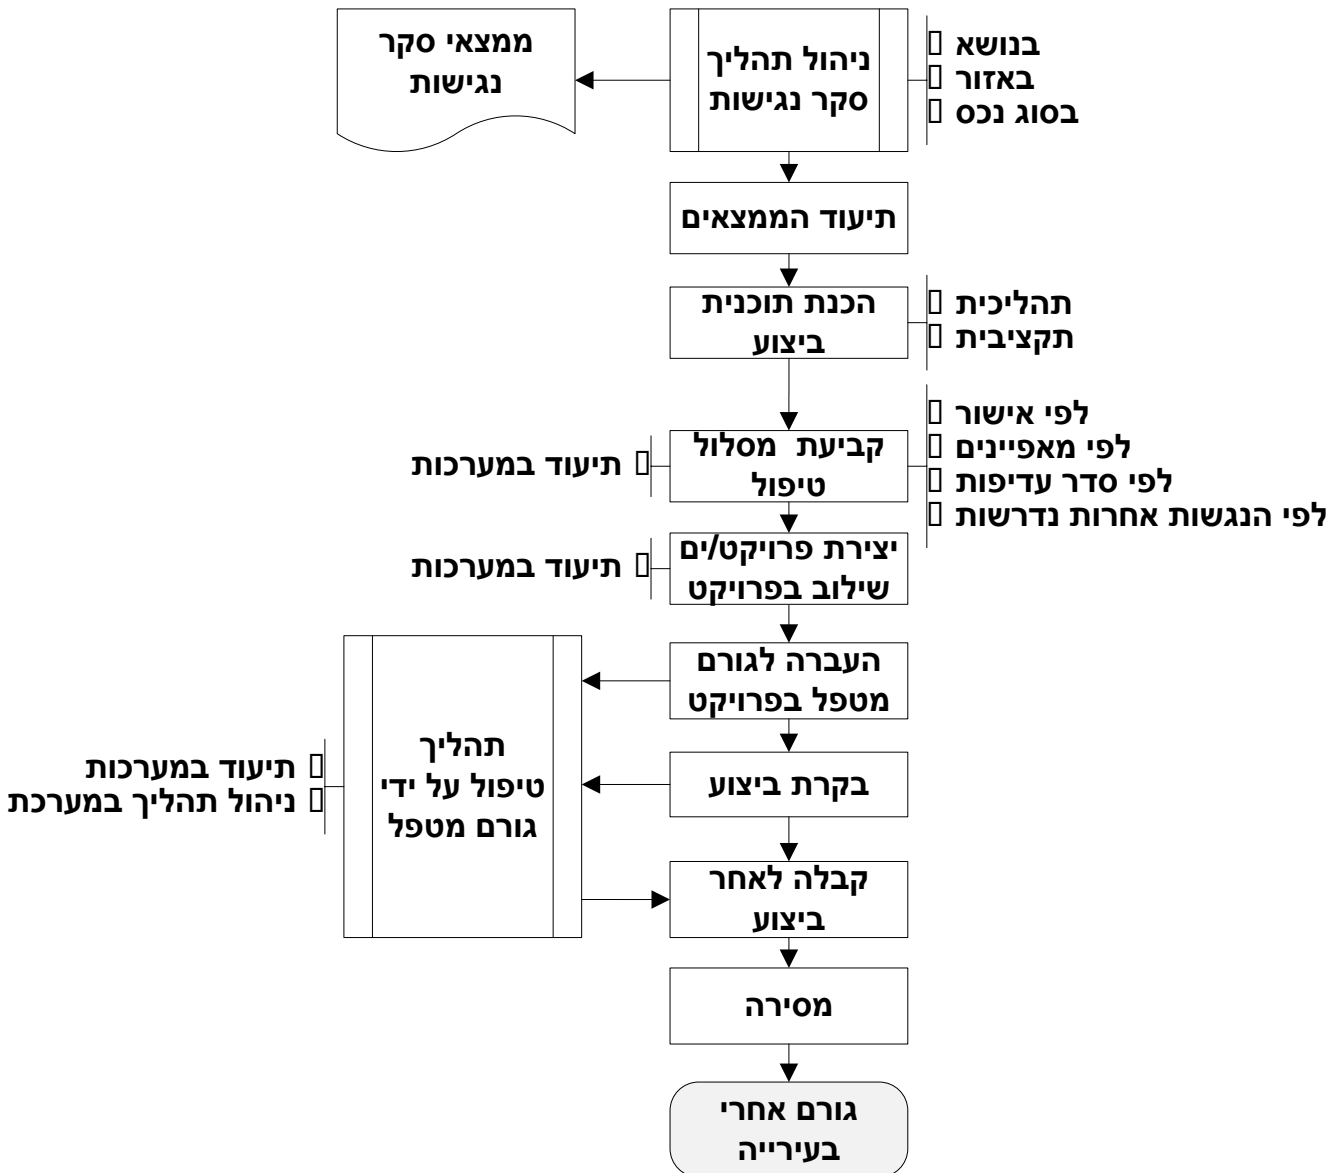 ממצאי סקר
נגישות
ניהול תהליך
סקר נגישות
בנושא
באזור
בסוג נכס
תיעוד הממצאים
הכנת תוכנית
ביצוע
תהליכית
תקציבית
קביעת מסלול
טיפול
לפי אישור
לפי מאפיינים
לפי סדר עדיפות
לפי הנגשות אחרות נדרשות
תיעוד במערכות
יצירת פרויקט/ים
שילוב בפרויקט
תיעוד במערכות
העברה לגורם
מטפל בפרויקט
תהליך
טיפול על ידי
גורם מטפל
תיעוד במערכות
ניהול תהליך במערכת
בקרת ביצוע
קבלה לאחר
ביצוע
מסירה
גורם אחרי
בעירייה